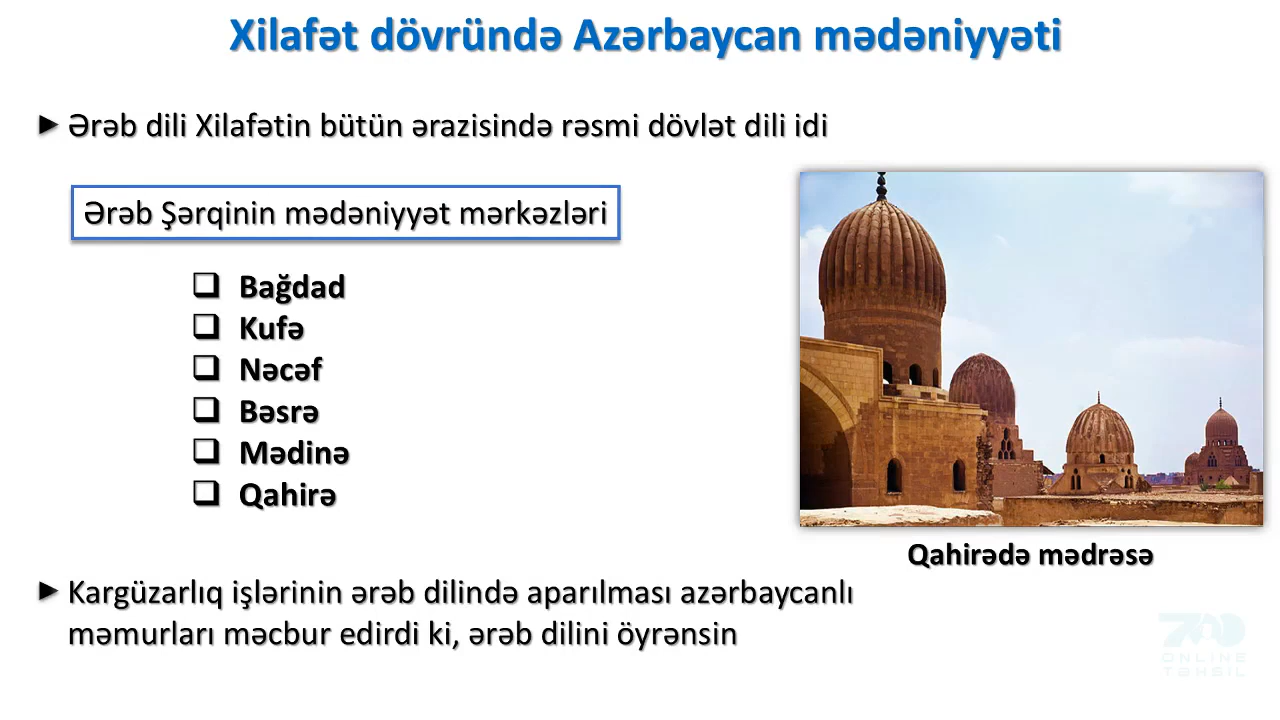 Xilafət dövründə Azərbaycan mədəniyyəti
Ərəb dili Xilafətin bütün ərazisində rəsmi dövlət dili idi
Ərəb Şərqinin mədəniyyət mərkəzləri
Bağdad
Kufə
Nəcəf
Bəsrə
Mədinə
Qahirə
Qahirədə mədrəsə
Kargüzarlıq işlərinin ərəb dilində aparılması azərbaycanlı
məmurları məcbur edirdi ki, ərəb dilini öyrənsin
ONLINE
TƏHSİL